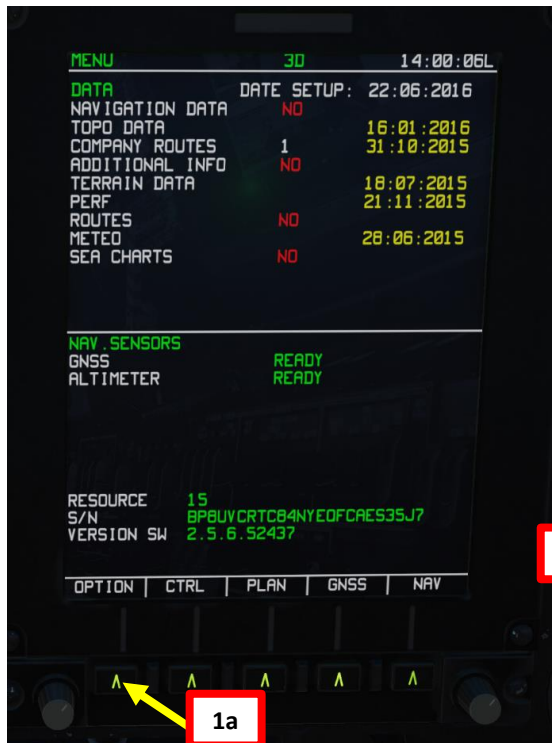 MENU 3D 14:00:06L
DATA DATE SETUP: 22:06:2016
NAVIGATION DATA NO
TOPO DATA 16:01:2016
COMPANY ROUTES 1 31:10:2015
ADDITIONAL INFO NO
TERRAIN DATA 18:07:2015
PERF 21:11:2015
ROUTES NO
METEO 28:06:2015
SEA CHARTS NO
NAV.SENSORS
GNSS READY
ALTIMETER READY
RESOURCE 15
S/N BP8UVCRTC84NYEOFCAES35J7
VERSION SW 2.5.6.52437
OPTION CTRL PLAN GNSS NAV
Λ Λ Λ Λ Λ
1a